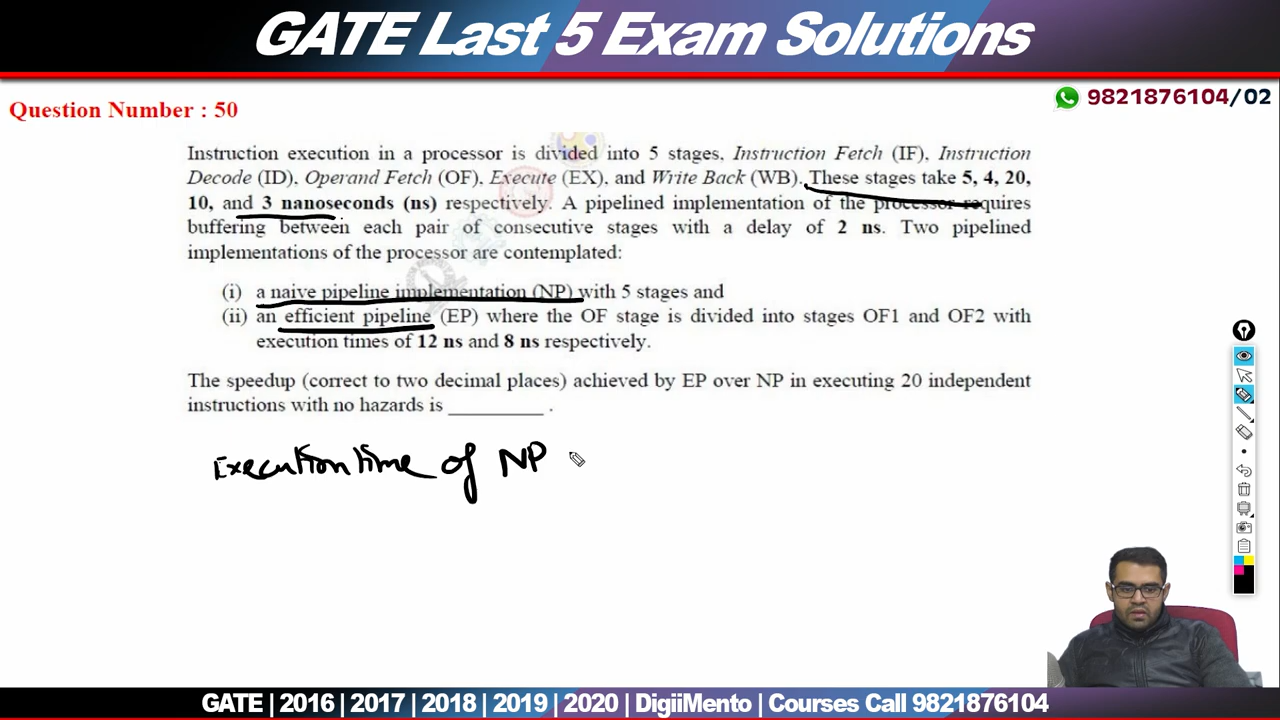 GATE Last 5 Exam Solutions
Question Number : 50
9821876104/02
Instruction execution in a processor is divided into 5 stages, Instruction Fetch (IF), Instruction
Decode (ID), Operand Fetch (OF), Execute (EX), and Write Back (WB). These stages take 5, 4, 20,
10, and 3 nanoseconds (ns) respectively. A pipelined implementation of the processor requires
buffering between each pair of consecutive stages with a delay of 2 ns. Two pipelined
implementations of the processor are contemplated:
(i) a naive pipeline implementation (NP) with 5 stages and
(ii) an efficient pipeline (EP) where the OF stage is divided into stages OF1 and OF2 with
execution times of 12 ns and 8 ns respectively.
The speedup (correct to two decimal places) achieved by EP over NP in executing 20 independent
instructions with no hazards is ________ .
Execution time of NP
GATE | 2016 | 2017 | 2018 | 2019 | 2020 | DigiiMento | Courses Call 9821876104